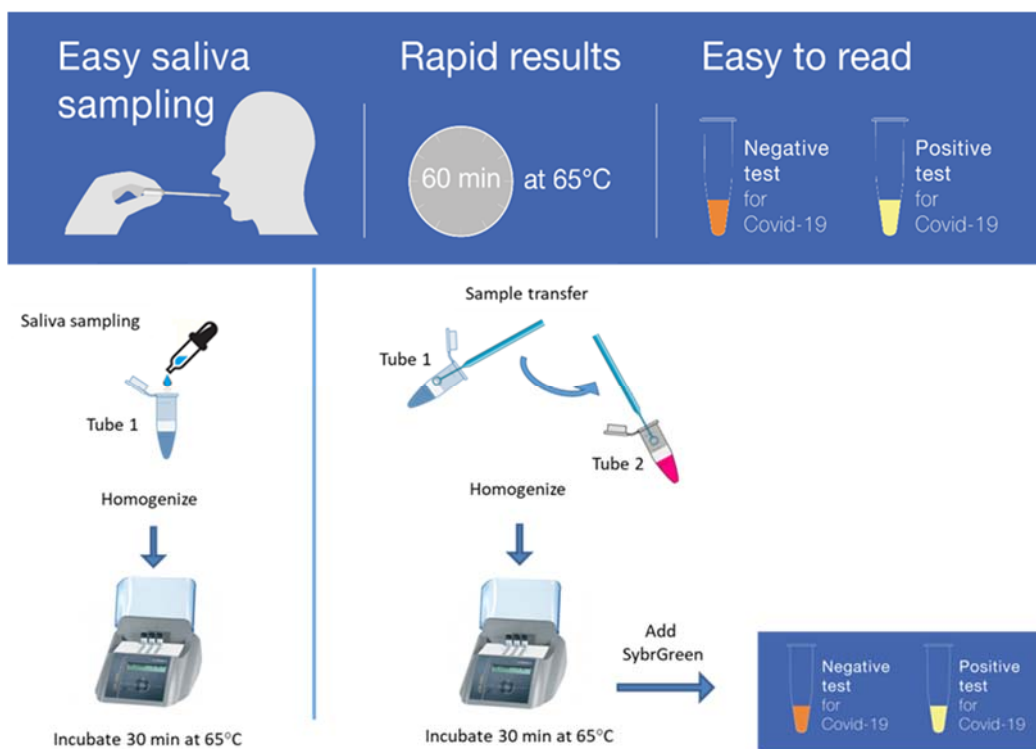 Easy saliva
sampling
Rapid results
60 min at 65°C
Easy to read
Negative
test
for
Covid-19
Positive
test
for
Covid-19
Saliva sampling
Tube 1
Homogenize
Incubate 30 min at 65°C
Sample transfer
Tube 1
Tube 2
Homogenize
Incubate 30 min at 65°C
Add
SybrGreen
Negative
test
for
Covid-19
Positive
test
for
Covid-19